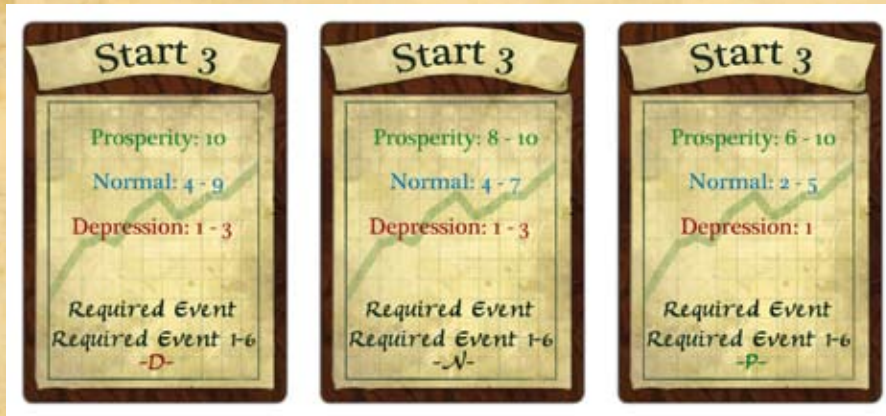 Start 3
Prosperity: 10
Normal: 4 - 9
Depression: 1 - 3
Required Event
Required Event 1-6
-D-
Start 3
Prosperity: 8 - 10
Normal: 4 - 7
Depression: 1 - 3
Required Event
Required Event 1-6
-N-
Start 3
Prosperity: 6 - 10
Normal: 2 - 5
Depression: 1
Required Event
Required Event 1-6
-P-